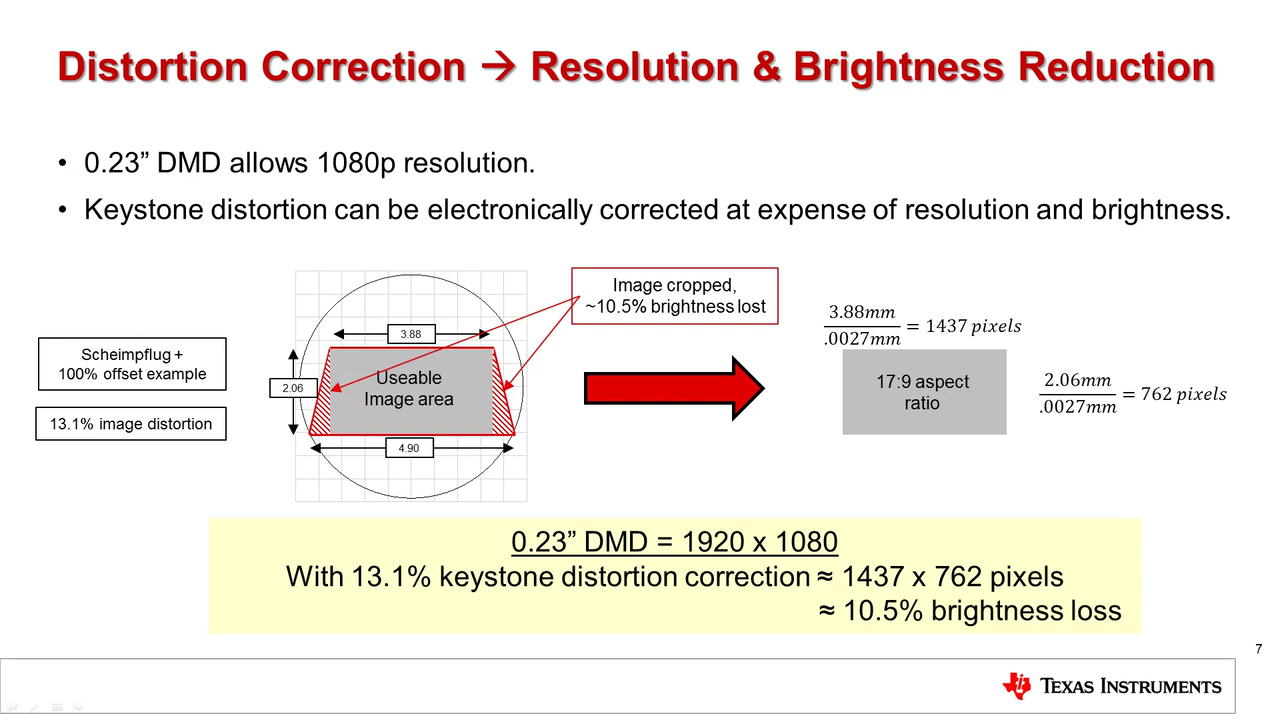 Distortion Correction → Resolution & Brightness Reduction
• 0.23” DMD allows 1080p resolution.
• Keystone distortion can be electronically corrected at expense of resolution and brightness.
Image cropped,
~10.5% brightness lost
Scheimpflug +
100% offset example
13.1% image distortion
3.88
2.06
Useable
Image area
4.90
3.88mm
.0027mm
= 1437 pixels
17:9 aspect
ratio
2.06mm
.0027mm
= 762 pixels
0.23” DMD = 1920 x 1080
With 13.1% keystone distortion correction ≈ 1437 x 762 pixels
≈ 10.5% brightness loss
7
TEXAS INSTRUMENTS